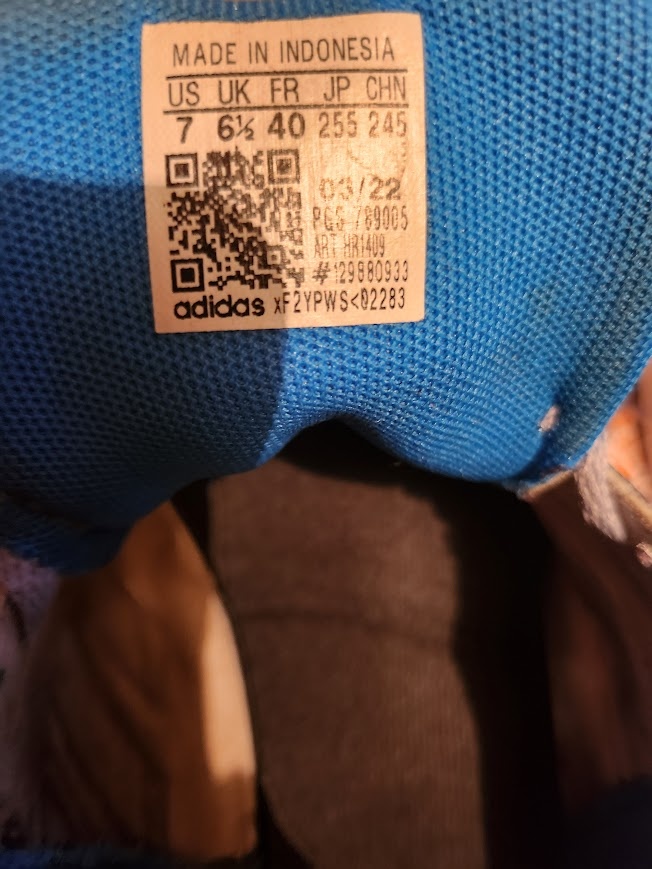 MADE IN INDONESIA
US UK FR JP CHN
7 6½ 40 255 245
03/22
PGS 789005
ART HR1409
#129880933
adidas xF2YPWS<02283